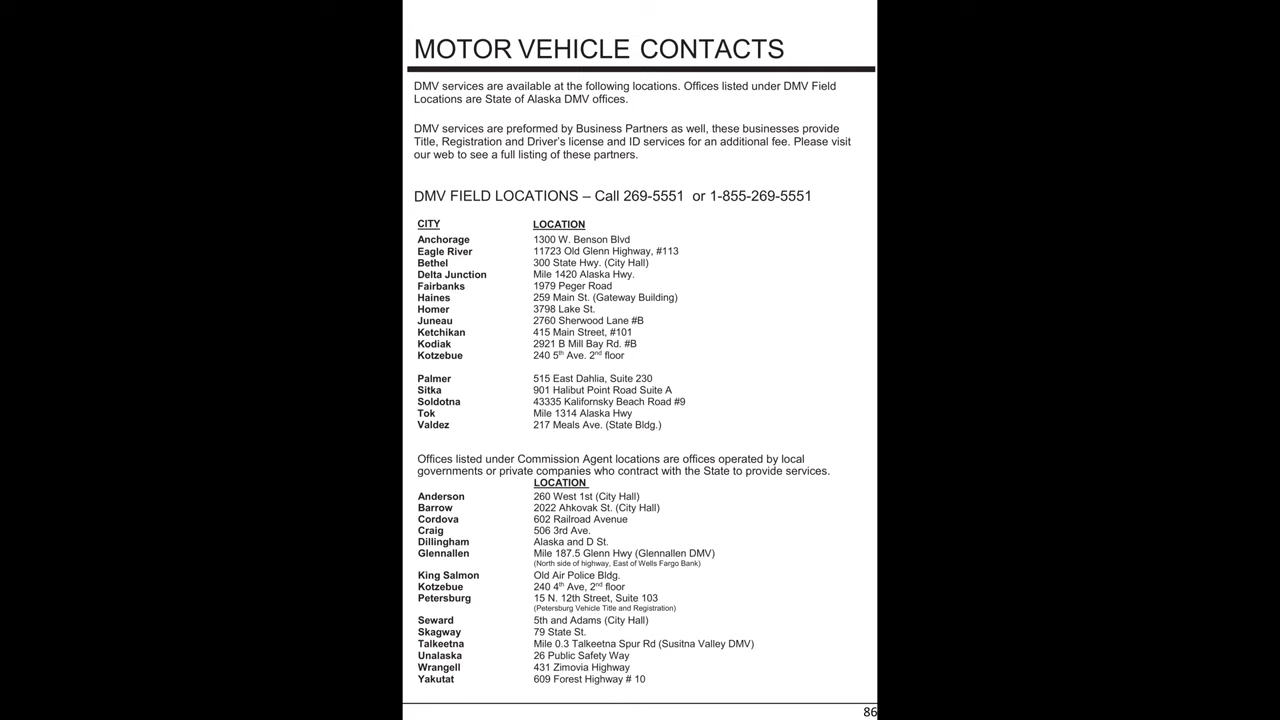 MOTOR VEHICLE CONTACTS
DMV services are available at the following locations. Offices listed under DMV Field
Locations are State of Alaska DMV offices.
DMV services are preformed by Business Partners as well, these businesses provide
Title, Registration and Driver's license and ID services for an additional fee. Please visit
our web to see a full listing of these partners.
DMV FIELD LOCATIONS – Call 269-5551 or 1-855-269-5551
CITY LOCATION
Anchorage 1300 W. Benson Blvd
Eagle River 11723 Old Glenn Highway, #113
Bethel 300 State Hwy. (City Hall)
Delta Junction Mile 1420 Alaska Hwy.
Fairbanks 1979 Peger Road
Haines 259 Main St. (Gateway Building)
Homer 3798 Lake St.
Juneau 2760 Sherwood Lane #B
Ketchikan 415 Main Street, #101
Kodiak 2921 B Mill Bay Rd. #B
Kotzebue 240 5th Ave. 2nd floor
Palmer 515 East Dahlia, Suite 230
Sitka 901 Halibut Point Road Suite A
Soldotna 43335 Kalifornsky Beach Road #9
Tok Mile 1314 Alaska Hwy
Valdez 217 Meals Ave. (State Bldg.)
Offices listed under Commission Agent locations are offices operated by local
governments or private companies who contract with the State to provide services.
LOCATION
Anderson 260 West 1st (City Hall)
Barrow 2022 Ahkovak St. (City Hall)
Cordova 602 Railroad Avenue
Craig 506 3rd Ave.
Dillingham Alaska and D St.
Glennallen Mile 187.5 Glenn Hwy (Glennallen DMV)
(North side of highway, East of Wells Fargo Bank)
King Salmon Old Air Police Bldg.
Kotzebue 240 4th Ave, 2nd floor
Petersburg 15 N. 12th Street, Suite 103
(Petersburg Vehicle Title and Registration)
Seward 5th and Adams (City Hall)
Skagway 79 State St.
Talkeetna Mile 0.3 Talkeetna Spur Rd (Susitna Valley DMV)
Unalaska 26 Public Safety Way
Wrangell 431 Zimovia Highway
Yakutat 609 Forest Highway # 10
86